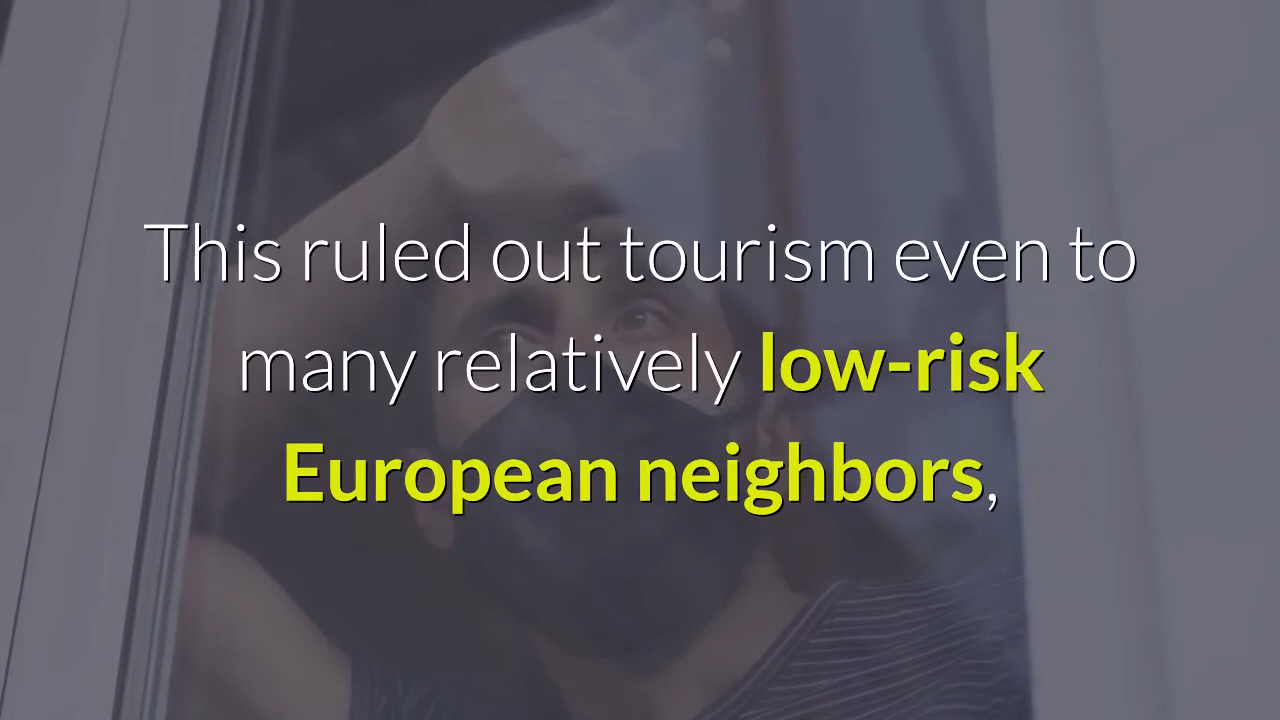 This ruled out tourism even to
many relatively low-risk
European neighbors,